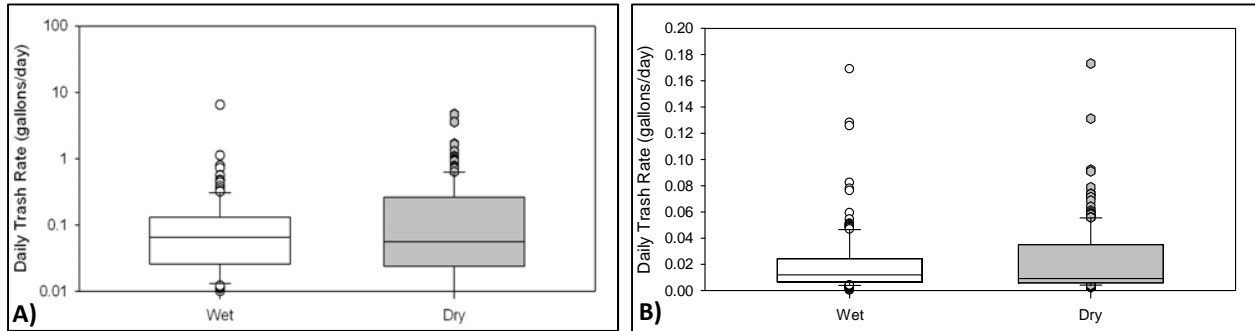 Daily Trash Rate (gallons/day)
100
10
1
0.1
0.01
Wet
Dry
A)
Daily Trash Rate (gallons/day)
0.20
0.18
0.16
0.14
0.12
0.10
0.08
0.06
0.04
0.02
0.00
Wet
Dry
B)